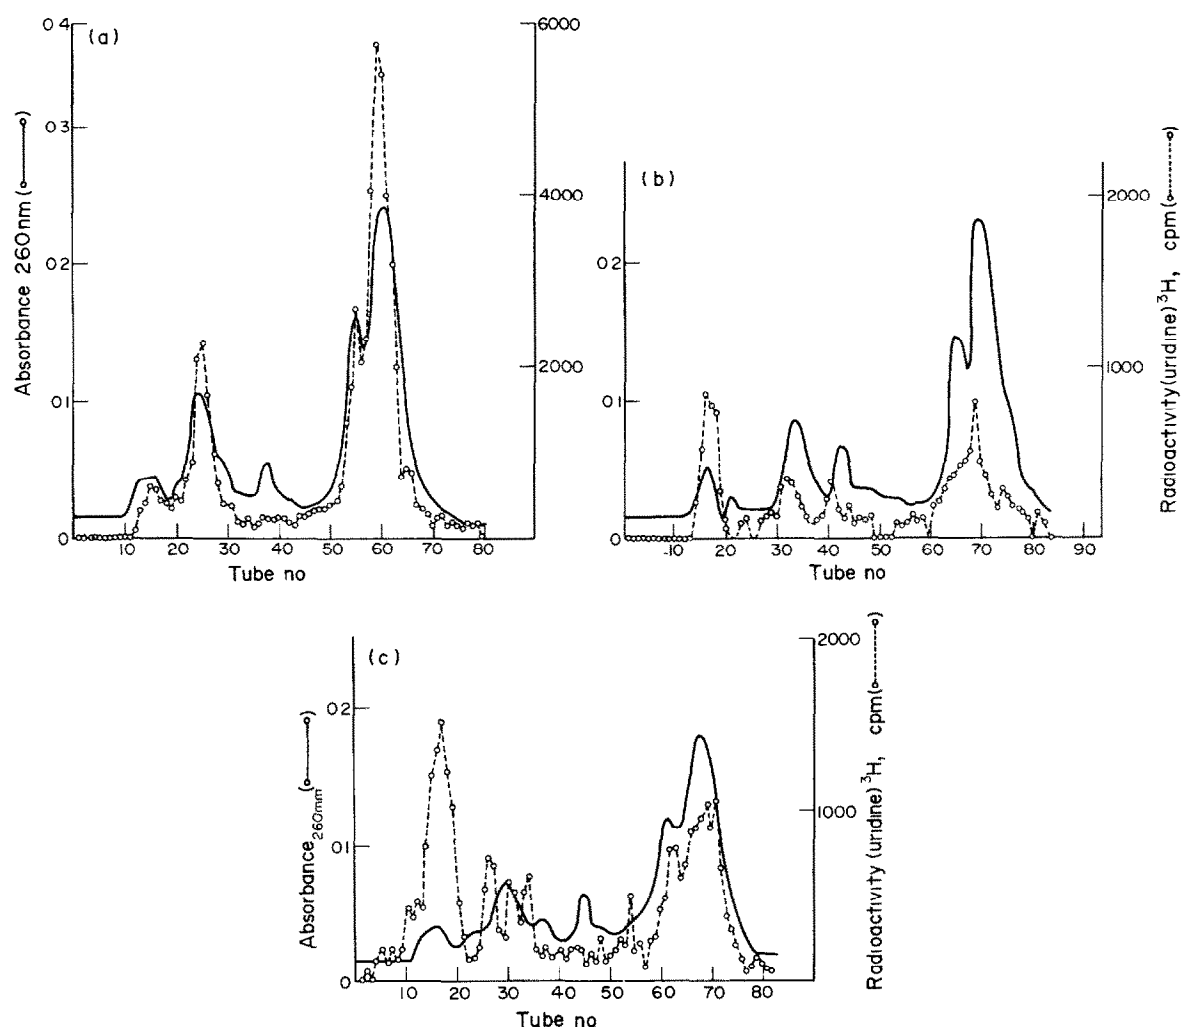 (a)
0 4
0 3
0 2
0 1
0
Absorbance 260nm (o——o)
6000
4000
2000
10 20 30 40 50 60 70 80
Tube no
(b)
0 2
0 1
0
2000
1000
Radioactivity (uridine) ³H, cpm (o-----o)
10 20 30 40 50 60 70 80 90
Tube no
(c)
0 2
0 1
0
Absorbance 260mm (o——o)
2000
1000
Radioactivity (uridine) ³H, cpm (o-----o)
10 20 30 40 50 60 70 80
Tube no